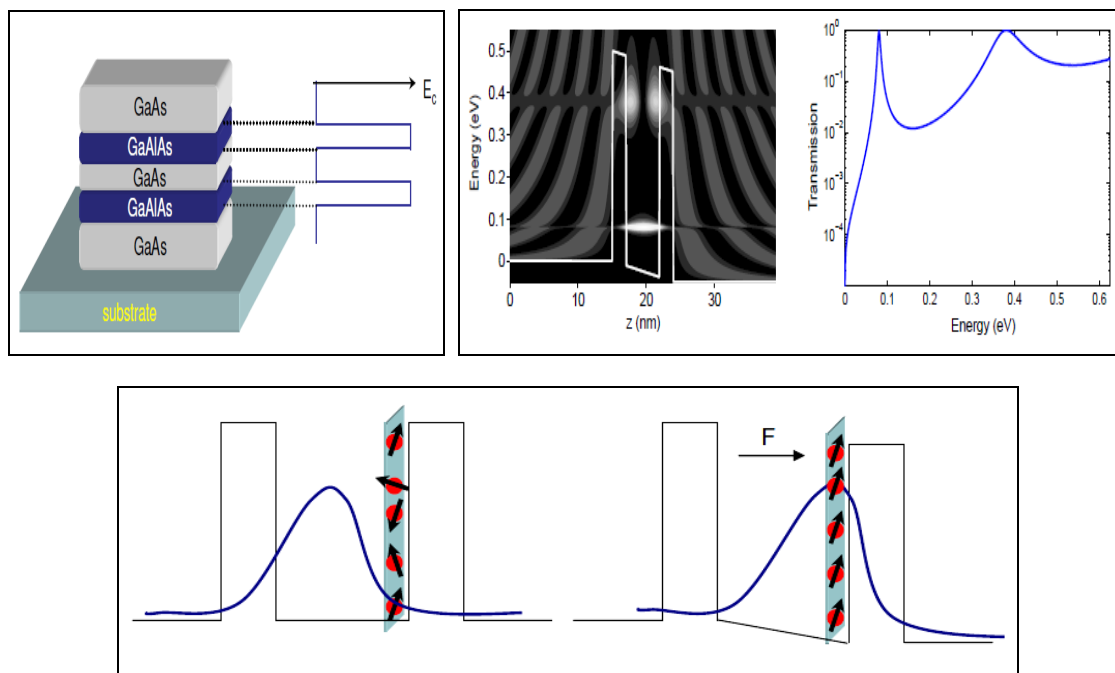 GaAs
GaAlAs
GaAs
GaAlAs
GaAs
substrate
E_c
Energy (eV)
0.5
0.4
0.3
0.2
0.1
0
0
10
20
30
z (nm)
Transmission
10^0
10^-1
10^-2
10^-3
10^-4
0
0.1
0.2
0.3
0.4
0.5
0.6
Energy (eV)
F